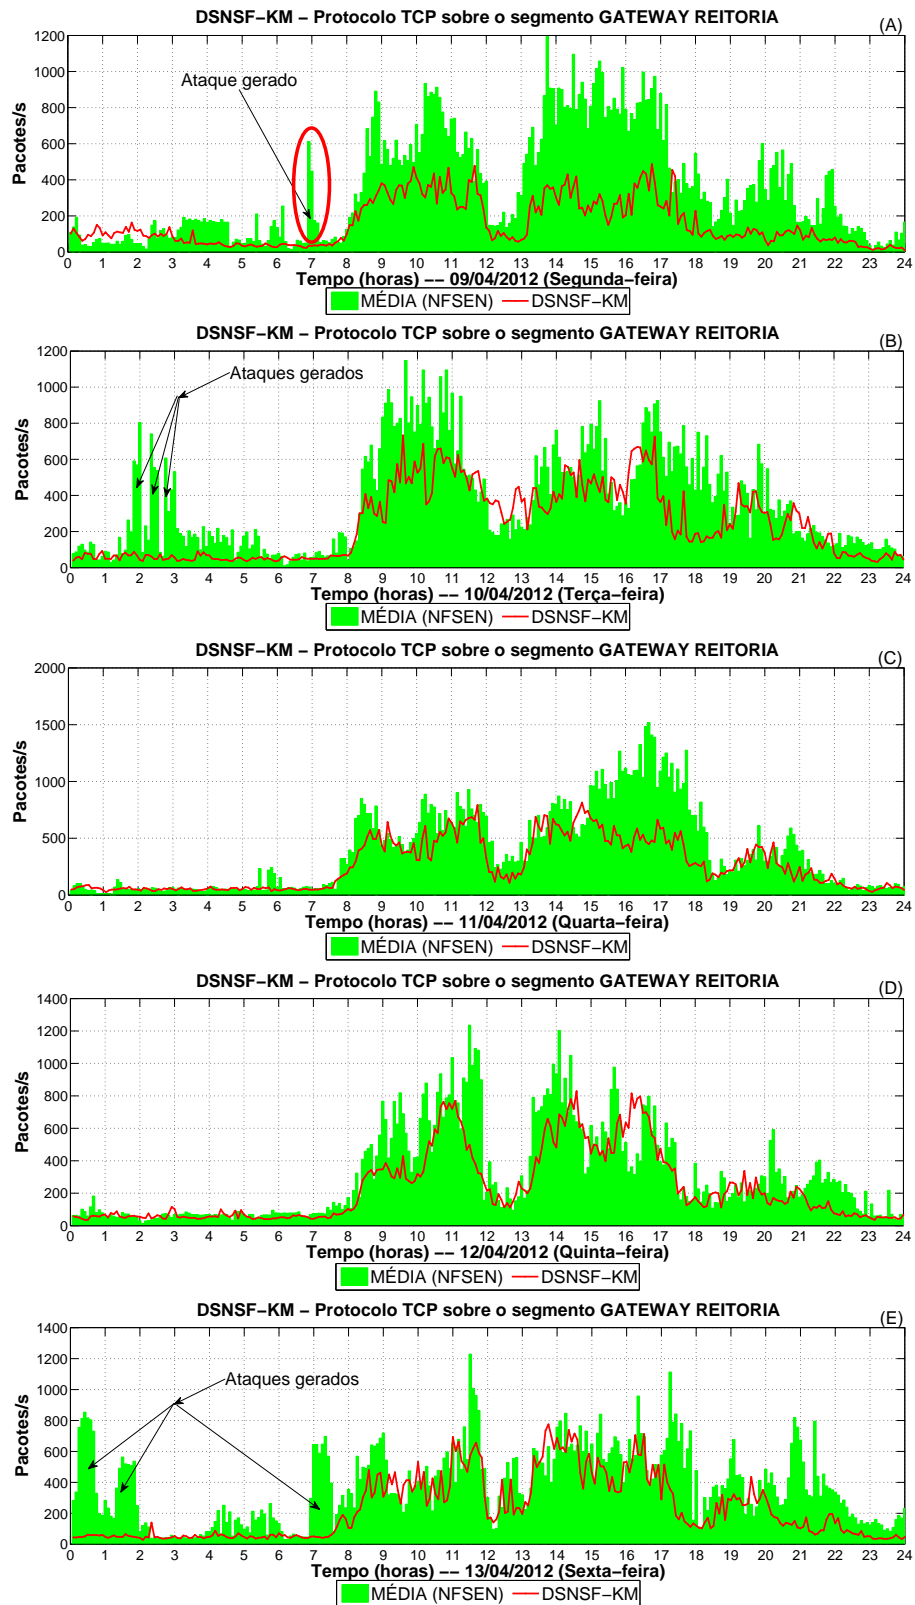 DSNSF−KM − Protocolo TCP sobre o segmento GATEWAY REITORIA
(A)
1200
1000
800
600
400
200
0
Pacotes/s
Ataque gerado
0 1 2 3 4 5 6 7 8 9 10 11 12 13 14 15 16 17 18 19 20 21 22 23 24
Tempo (horas) −− 09/04/2012 (Segunda−feira)
MÉDIA (NFSEN) DSNSF−KM
DSNSF−KM − Protocolo TCP sobre o segmento GATEWAY REITORIA
(B)
1200
1000
800
600
400
200
0
Pacotes/s
Ataques gerados
0 1 2 3 4 5 6 7 8 9 10 11 12 13 14 15 16 17 18 19 20 21 22 23 24
Tempo (horas) −− 10/04/2012 (Terça−feira)
MÉDIA (NFSEN) DSNSF−KM
DSNSF−KM − Protocolo TCP sobre o segmento GATEWAY REITORIA
(C)
2000
1500
1000
500
0
Pacotes/s
0 1 2 3 4 5 6 7 8 9 10 11 12 13 14 15 16 17 18 19 20 21 22 23 24
Tempo (horas) −− 11/04/2012 (Quarta−feira)
MÉDIA (NFSEN) DSNSF−KM
DSNSF−KM − Protocolo TCP sobre o segmento GATEWAY REITORIA
(D)
1400
1200
1000
800
600
400
200
0
Pacotes/s
0 1 2 3 4 5 6 7 8 9 10 11 12 13 14 15 16 17 18 19 20 21 22 23 24
Tempo (horas) −− 12/04/2012 (Quinta−feira)
MÉDIA (NFSEN) DSNSF−KM
DSNSF−KM − Protocolo TCP sobre o segmento GATEWAY REITORIA
(E)
1400
1200
1000
800
600
400
200
0
Pacotes/s
Ataques gerados
0 1 2 3 4 5 6 7 8 9 10 11 12 13 14 15 16 17 18 19 20 21 22 23 24
Tempo (horas) −− 13/04/2012 (Sexta−feira)
MÉDIA (NFSEN) DSNSF−KM